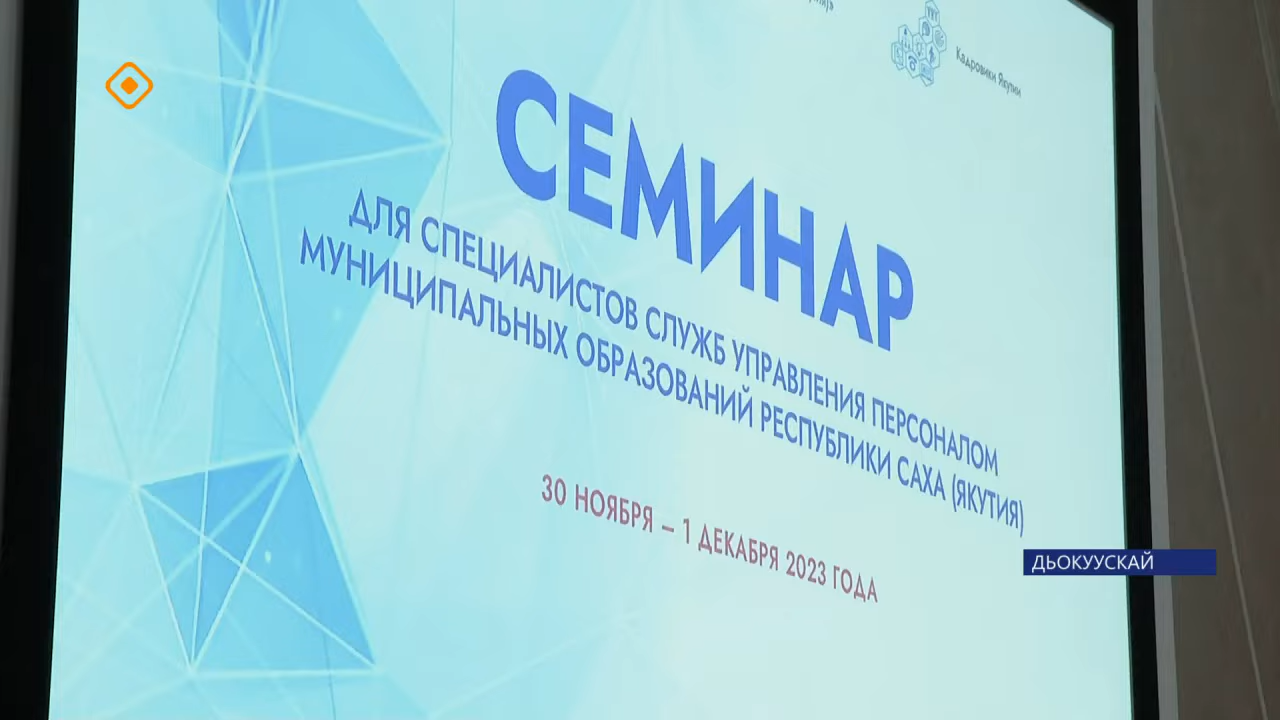 Кадровики Якутии
СЕМИНАР
ДЛЯ СПЕЦИАЛИСТОВ СЛУЖБ УПРАВЛЕНИЯ ПЕРСОНАЛОМ
МУНИЦИПАЛЬНЫХ ОБРАЗОВАНИЙ РЕСПУБЛИКИ САХА (ЯКУТИЯ)
30 НОЯБРЯ – 1 ДЕКАБРЯ 2023 ГОДА
ДЬОКУУСКАЙ